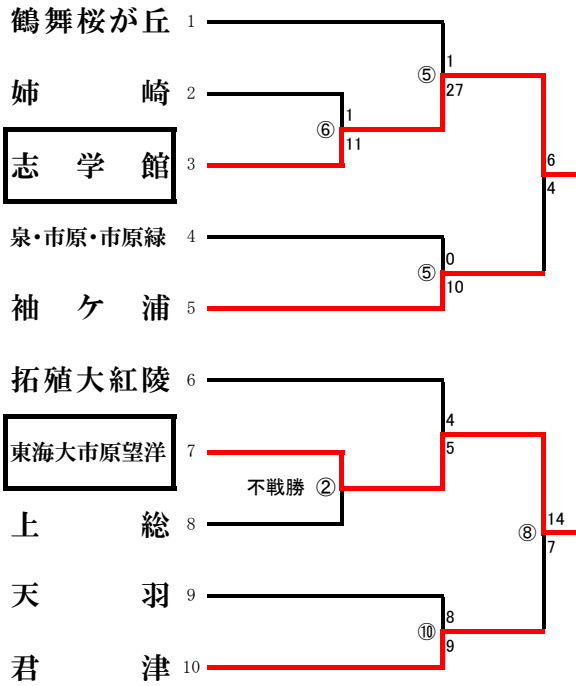 鶴舞桜が丘 1
1
⑤
27
姉崎 2
1
⑥
11
志学館 3
6
4
泉・市原・市原緑 4
0
⑤
10
袖ケ浦 5
拓殖大紅陵 6
4
5
東海大市原望洋 7
不戦勝 ②
上総 8
14
⑧
7
天羽 9
8
⑩
9
君津 10